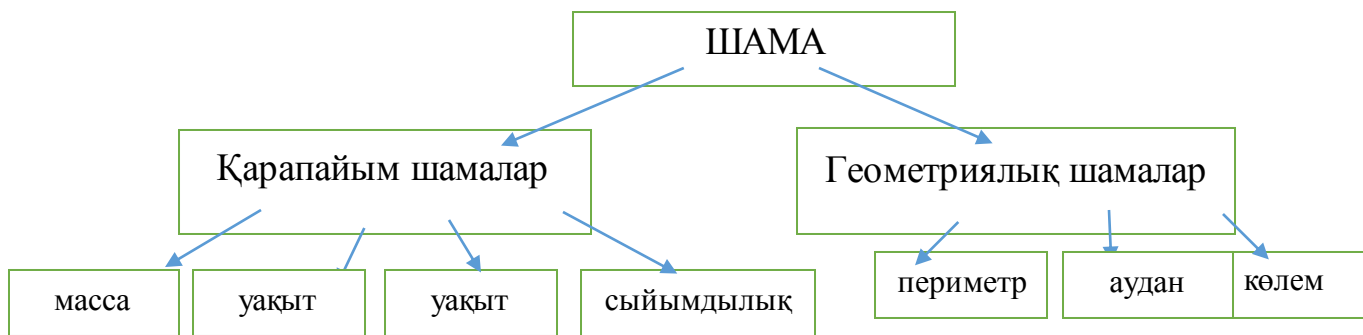 ШАМА
Қарапайым шамалар
Геометриялық шамалар
масса
уақыт
уақыт
сыйымдылық
периметр
аудан
көлем